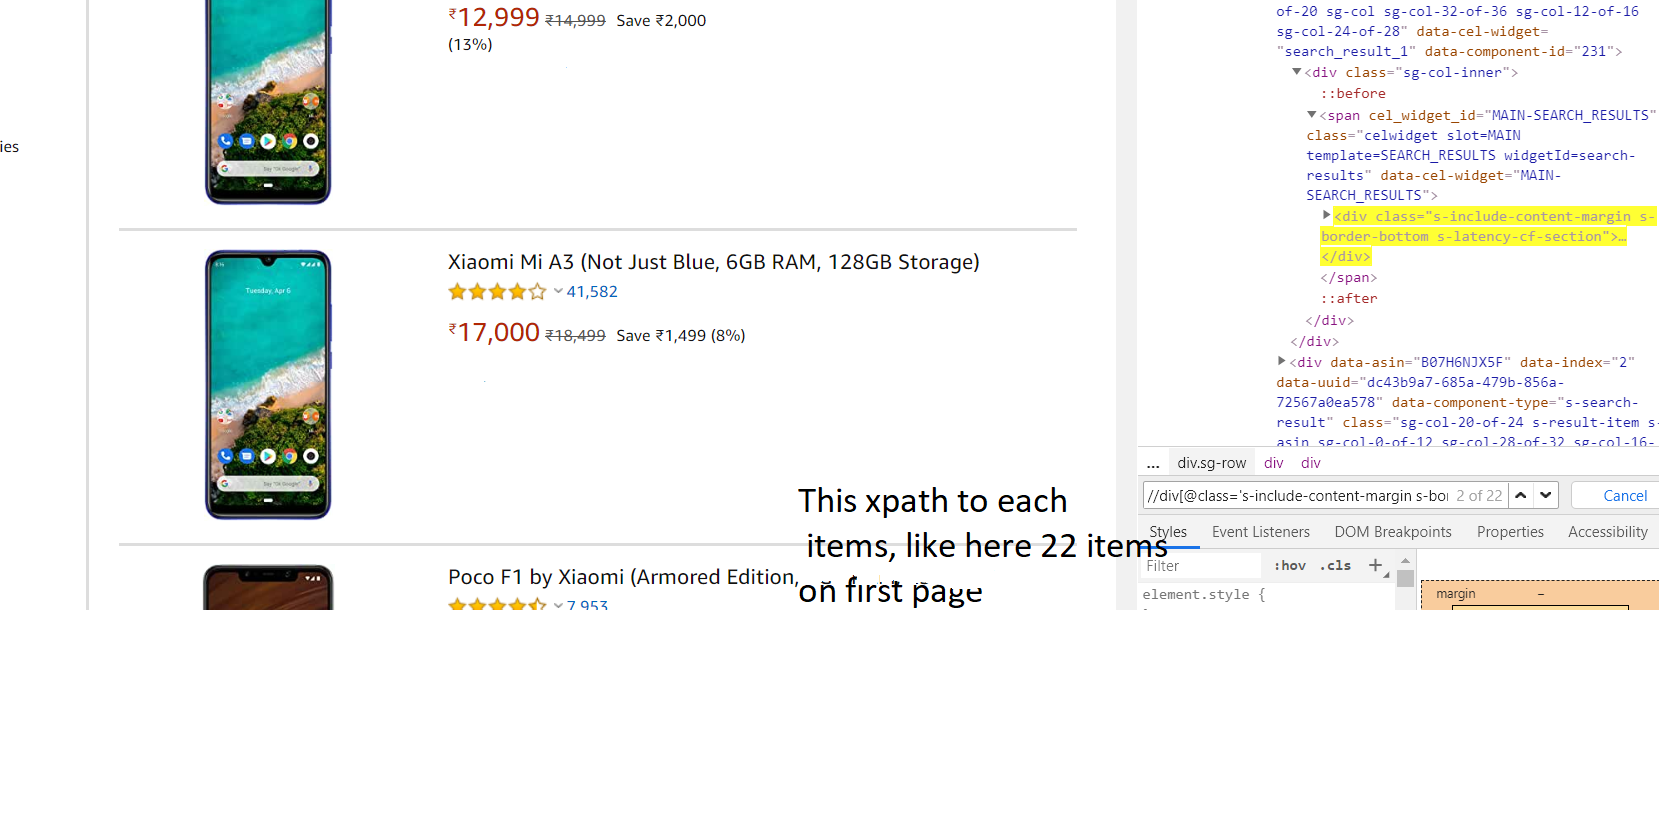 ₹12,999 ₹14,999 Save ₹2,000
(13%)
ies
Xiaomi Mi A3 (Not Just Blue, 6GB RAM, 128GB Storage)
41,582
₹17,000 ₹18,499 Save ₹1,499 (8%)
Tuesday, Apr 6
Poco F1 by Xiaomi (Armored Edition,
7,953
This xpath to each
items, like here 22 items
on first page
of-20 sg-col sg-col-32-of-36 sg-col-12-of-16
sg-col-24-of-28" data-cel-widget=
"search_result_1" data-component-id="231">
<div class="sg-col-inner">
::before
<span cel_widget_id="MAIN-SEARCH_RESULTS"
class="celwidget slot=MAIN
template=SEARCH_RESULTS widgetId=search-
results" data-cel-widget="MAIN-
SEARCH_RESULTS">
<div class="s-include-content-margin s-
border-bottom s-latency-cf-section">…
</div>
</span>
::after
</div>
</div>
<div data-asin="B07H6NJX5F" data-index="2"
data-uuid="dc43b9a7-685a-479b-856a-
72567a0ea578" data-component-type="s-search-
result" class="sg-col-20-of-24 s-result-item s-
asin sg-col-0-of-12 sg-col-28-of-32 sg-col-16-
... div.sg-row div div
//div[@class='s-include-content-margin s-bor 2 of 22 Cancel
Styles Event Listeners DOM Breakpoints Properties Accessibility
Filter :hov .cls +
element.style {
margin –